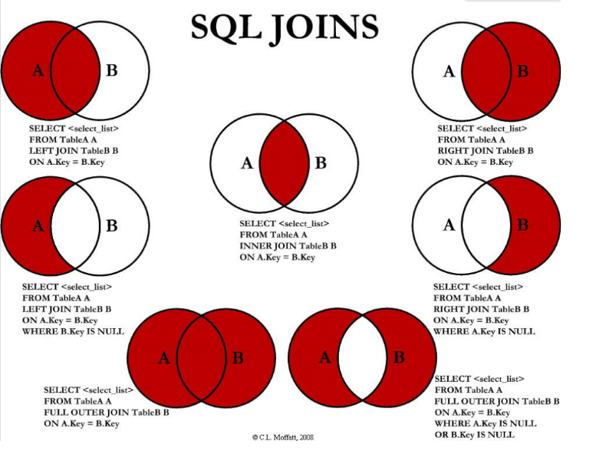 SQL JOINS
A B
SELECT <select_list>
FROM TableA A
LEFT JOIN TableB B
ON A.Key = B.Key
A B
SELECT <select_list>
FROM TableA A
RIGHT JOIN TableB B
ON A.Key = B.Key
A B
SELECT <select_list>
FROM TableA A
INNER JOIN TableB B
ON A.Key = B.Key
A B
SELECT <select_list>
FROM TableA A
LEFT JOIN TableB B
ON A.Key = B.Key
WHERE B.Key IS NULL
A B
SELECT <select_list>
FROM TableA A
RIGHT JOIN TableB B
ON A.Key = B.Key
WHERE A.Key IS NULL
A B
SELECT <select_list>
FROM TableA A
FULL OUTER JOIN TableB B
ON A.Key = B.Key
A B
SELECT <select_list>
FROM TableA A
FULL OUTER JOIN TableB B
ON A.Key = B.Key
WHERE A.Key IS NULL
OR B.Key IS NULL
© C.L. Moffatt, 2008